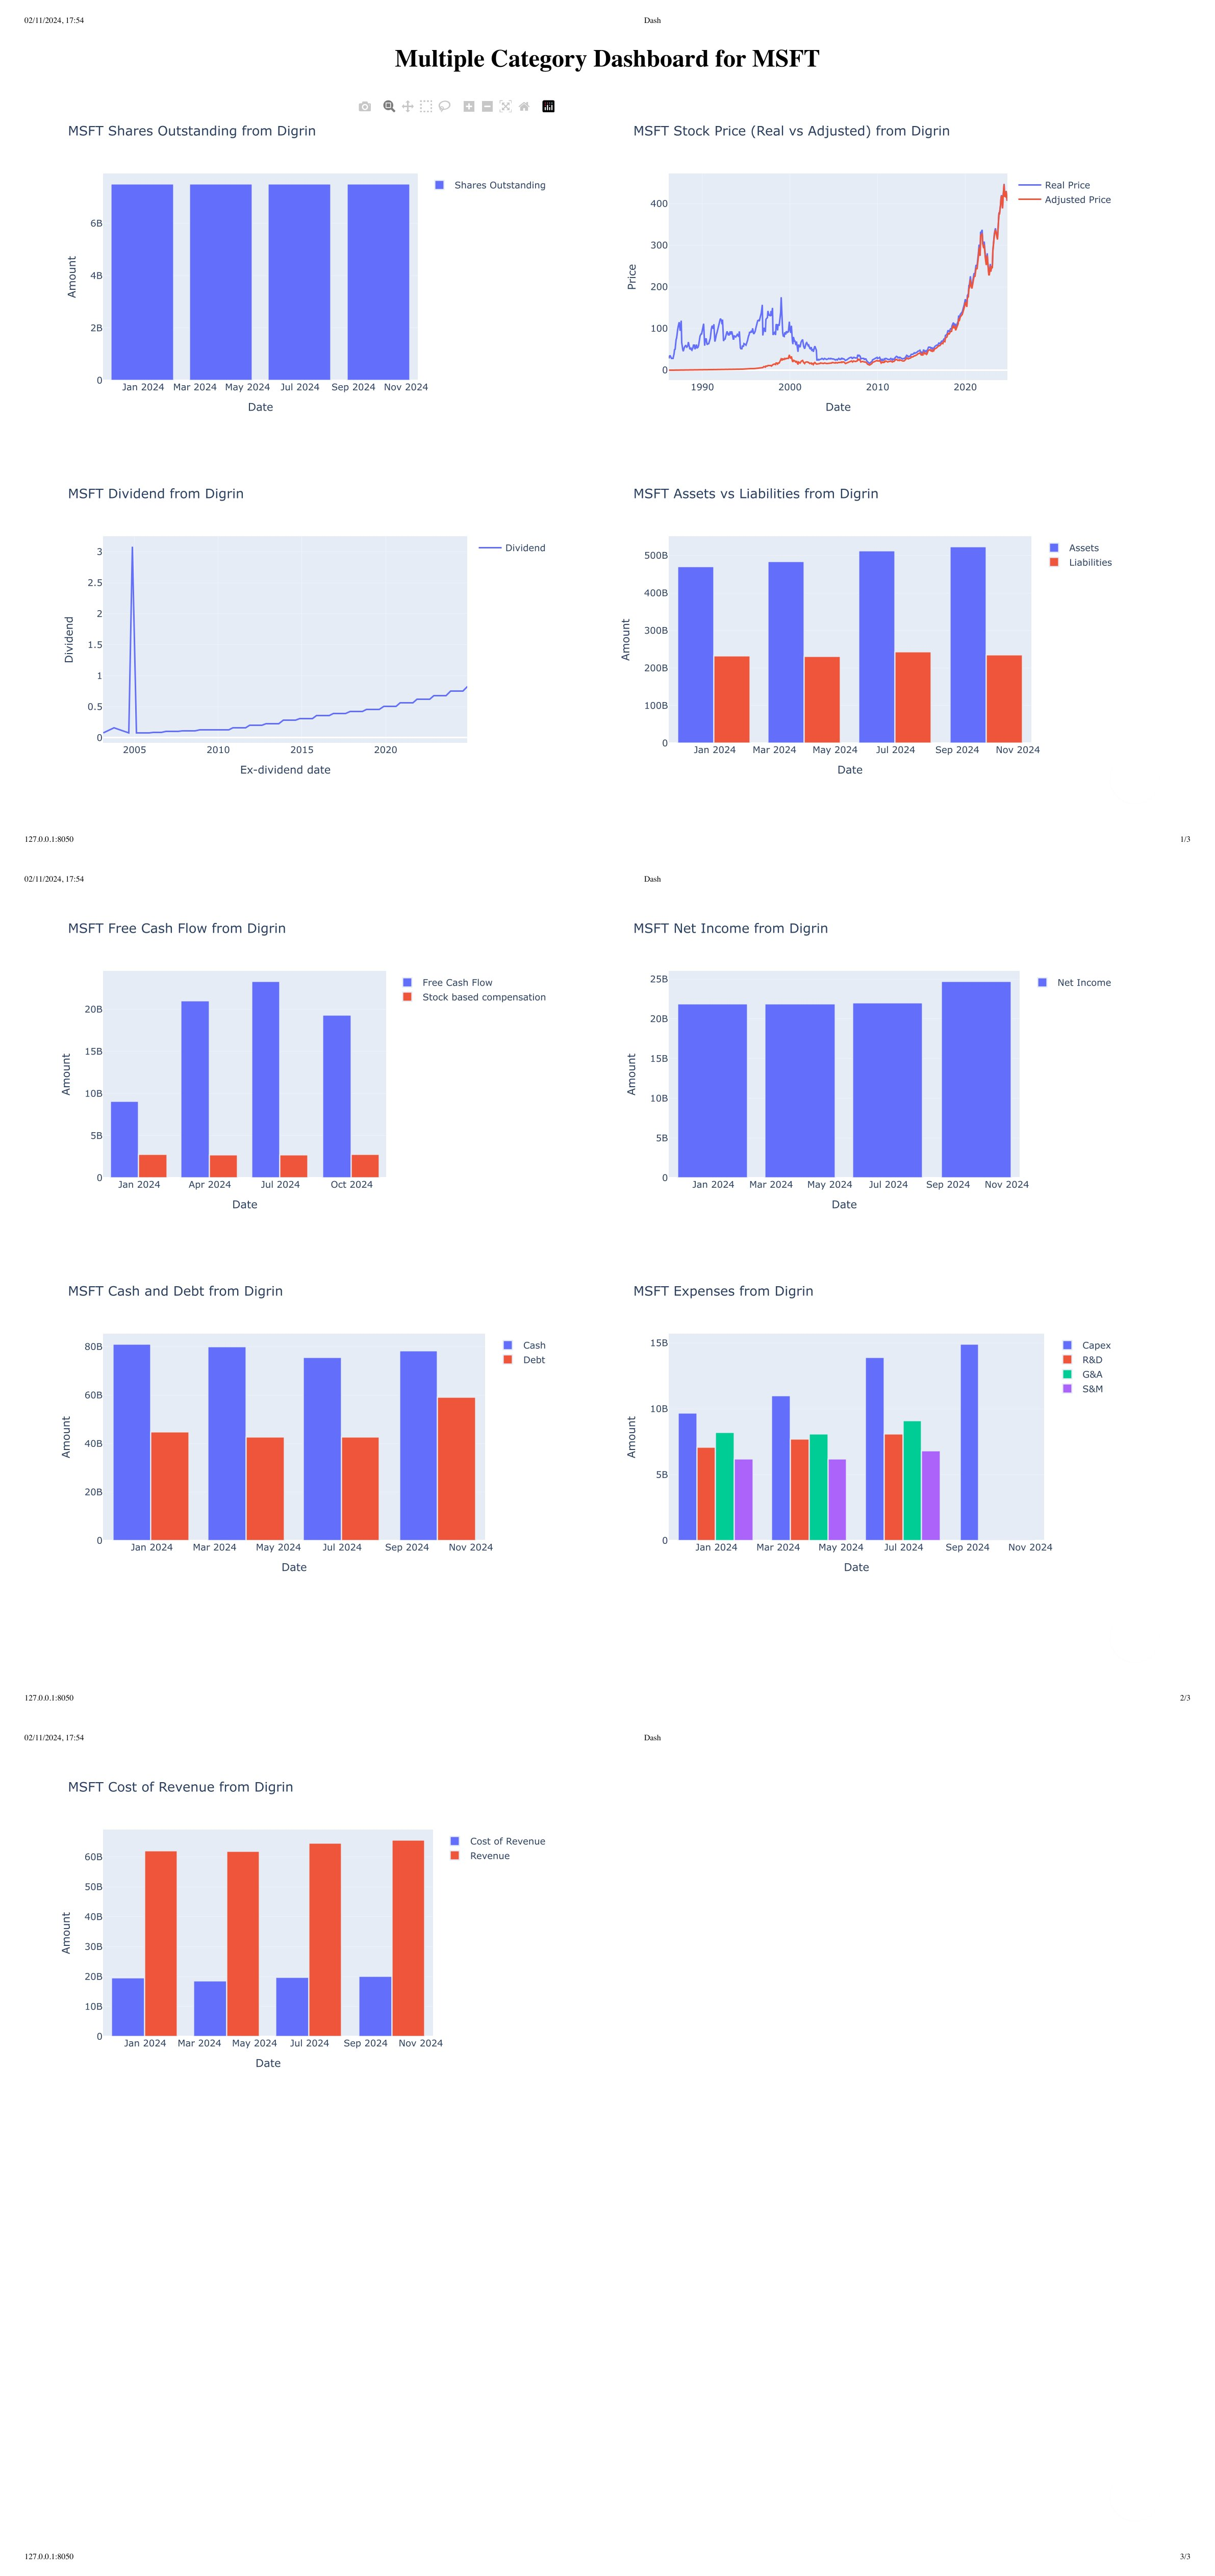 02/11/2024, 17:54
Dash
Multiple Category Dashboard for MSFT
MSFT Shares Outstanding from Digrin
Shares Outstanding
6B
4B
2B
0
Amount
Jan 2024 Mar 2024 May 2024 Jul 2024 Sep 2024 Nov 2024
Date
MSFT Stock Price (Real vs Adjusted) from Digrin
Real Price
Adjusted Price
400
300
200
100
0
Price
1990 2000 2010 2020
Date
MSFT Dividend from Digrin
Dividend
3
2.5
2
1.5
1
0.5
0
Dividend
2005 2010 2015 2020
Ex-dividend date
MSFT Assets vs Liabilities from Digrin
Assets
Liabilities
500B
400B
300B
200B
100B
0
Amount
Jan 2024 Mar 2024 May 2024 Jul 2024 Sep 2024 Nov 2024
Date
127.0.0.1:8050
1/3
02/11/2024, 17:54
Dash
MSFT Free Cash Flow from Digrin
Free Cash Flow
Stock based compensation
20B
15B
10B
5B
0
Amount
Jan 2024 Apr 2024 Jul 2024 Oct 2024
Date
MSFT Net Income from Digrin
Net Income
25B
20B
15B
10B
5B
0
Amount
Jan 2024 Mar 2024 May 2024 Jul 2024 Sep 2024 Nov 2024
Date
MSFT Cash and Debt from Digrin
Cash
Debt
80B
60B
40B
20B
0
Amount
Jan 2024 Mar 2024 May 2024 Jul 2024 Sep 2024 Nov 2024
Date
MSFT Expenses from Digrin
Capex
R&D
G&A
S&M
15B
10B
5B
0
Amount
Jan 2024 Mar 2024 May 2024 Jul 2024 Sep 2024 Nov 2024
Date
127.0.0.1:8050
2/3
02/11/2024, 17:54
Dash
MSFT Cost of Revenue from Digrin
Cost of Revenue
Revenue
60B
50B
40B
30B
20B
10B
0
Amount
Jan 2024 Mar 2024 May 2024 Jul 2024 Sep 2024 Nov 2024
Date
127.0.0.1:8050
3/3